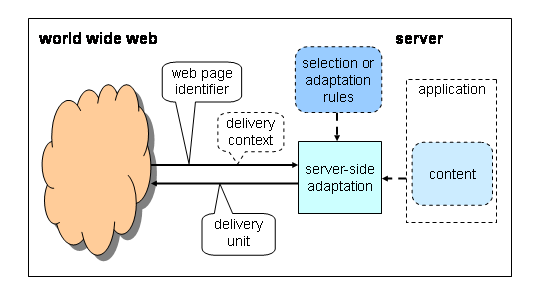 world wide web
server
web page
identifier
selection or
adaptation
rules
application
delivery
context
server-side
adaptation
content
delivery
unit